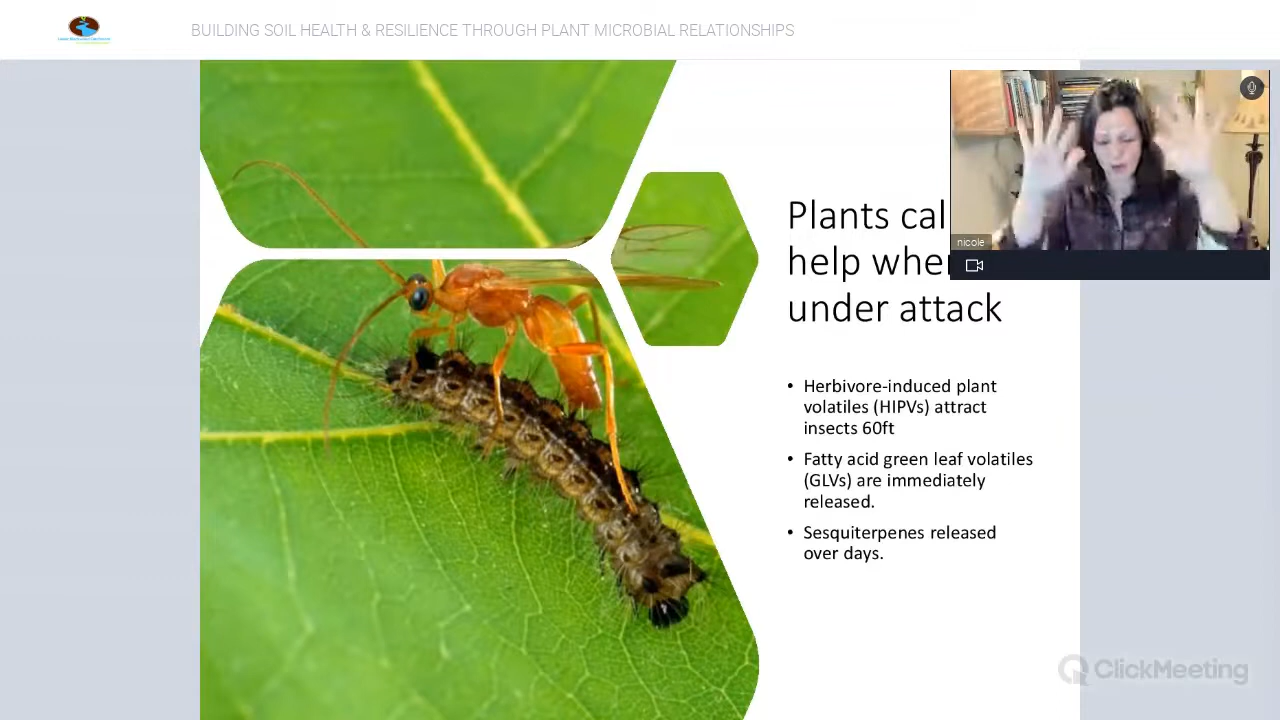 BUILDING SOIL HEALTH & RESILIENCE THROUGH PLANT MICROBIAL RELATIONSHIPS
Plants cal
help whe
under attack
nicole
• Herbivore-induced plant
volatiles (HIPVs) attract
insects 60ft
• Fatty acid green leaf volatiles
(GLVs) are immediately
released.
• Sesquiterpenes released
over days.
ClickMeeting